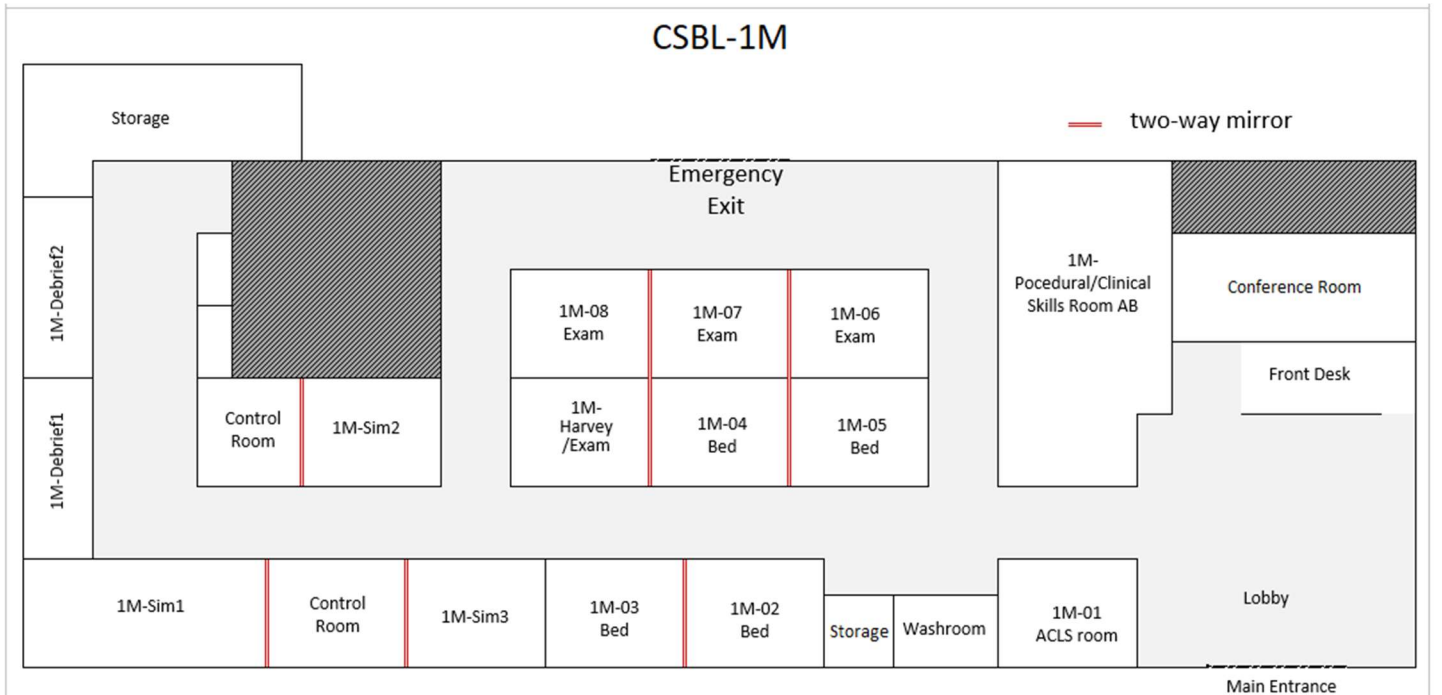 CSBL-1M
Storage
two-way mirror
Emergency
Exit
1M-Debrief2
1M-
Pocedural/Clinical
Skills Room AB
Conference Room
1M-08
Exam
1M-07
Exam
1M-06
Exam
Front Desk
1M-Debrief1
Control
Room
1M-Sim2
1M-
Harvey
/Exam
1M-04
Bed
1M-05
Bed
1M-Sim1
Control
Room
1M-Sim3
1M-03
Bed
1M-02
Bed
Storage
Washroom
1M-01
ACLS room
Lobby
Main Entrance